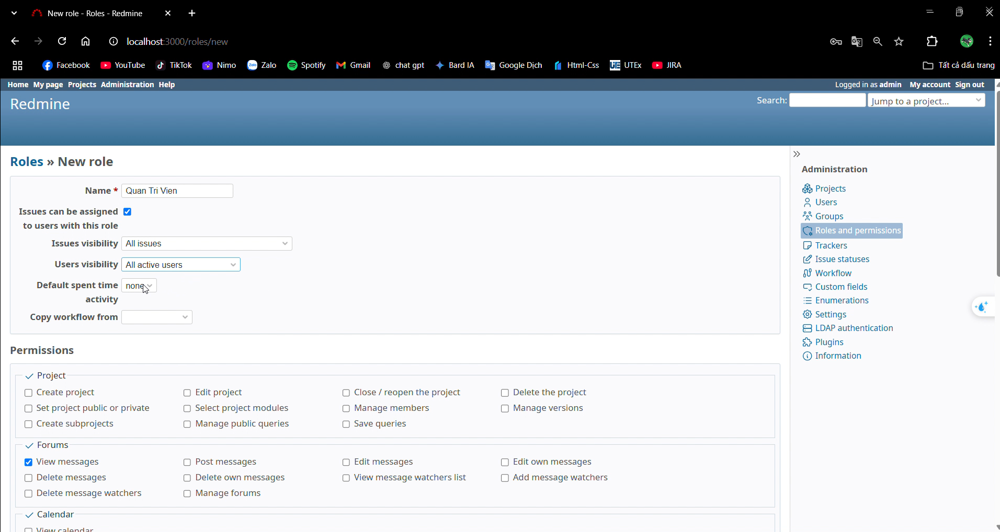 New role - Roles - Redmine
localhost:3000/roles/new
Facebook YouTube TikTok Nimo Zalo Spotify Gmail chat gpt Bard IA Google Dịch Html-Css UTEx JIRA Tất cả dấu trang
Home My page Projects Administration Help Logged in as admin My account Sign out
Redmine Search: Jump to a project...
Roles » New role
Name * Quan Tri Vien
Issues can be assigned
to users with this role
Issues visibility All issues
Users visibility All active users
Default spent time none
activity
Copy workflow from
Administration
Projects
Users
Groups
Roles and permissions
Trackers
Issue statuses
Workflow
Custom fields
Enumerations
Settings
LDAP authentication
Plugins
Information
Permissions
Project
Create project Edit project Close / reopen the project Delete the project
Set project public or private Select project modules Manage members Manage versions
Create subprojects Manage public queries Save queries
Forums
View messages Post messages Edit messages Edit own messages
Delete messages Delete own messages View message watchers list Add message watchers
Delete message watchers Manage forums
Calendar
View calendar